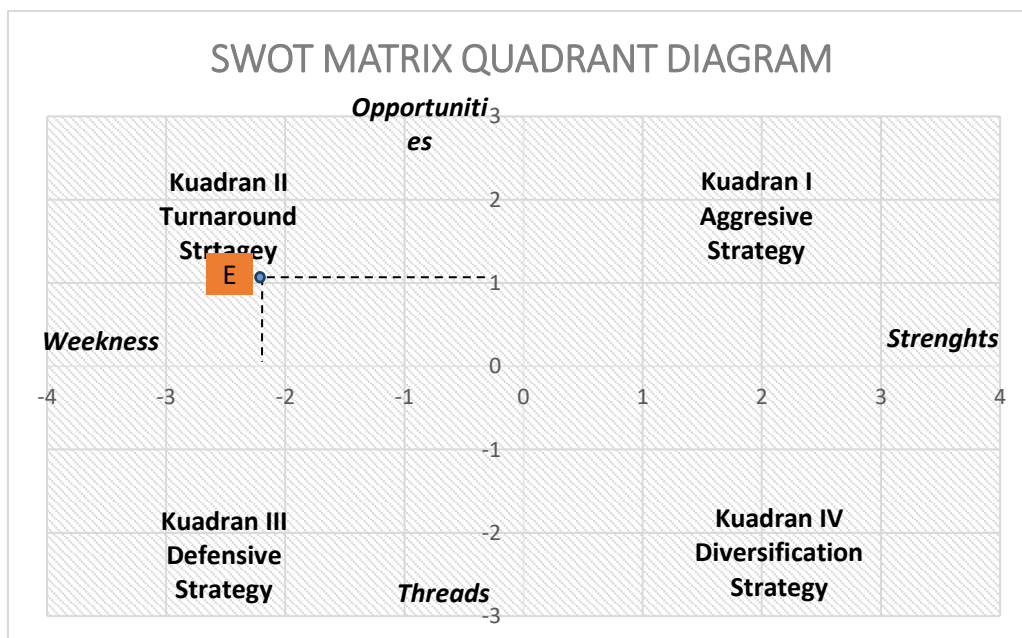 SWOT MATRIX QUADRANT DIAGRAM
Opportuniti
es
3
Kuadran II
Turnaround
Strtagey
Kuadran I
Aggresive
Strategy
2
E
1
Weekness
Strenghts
0
-4
-3
-2
-1
0
1
2
3
4
-1
Kuadran III
Defensive
Strategy
Kuadran IV
Diversification
Strategy
-2
Threads
-3